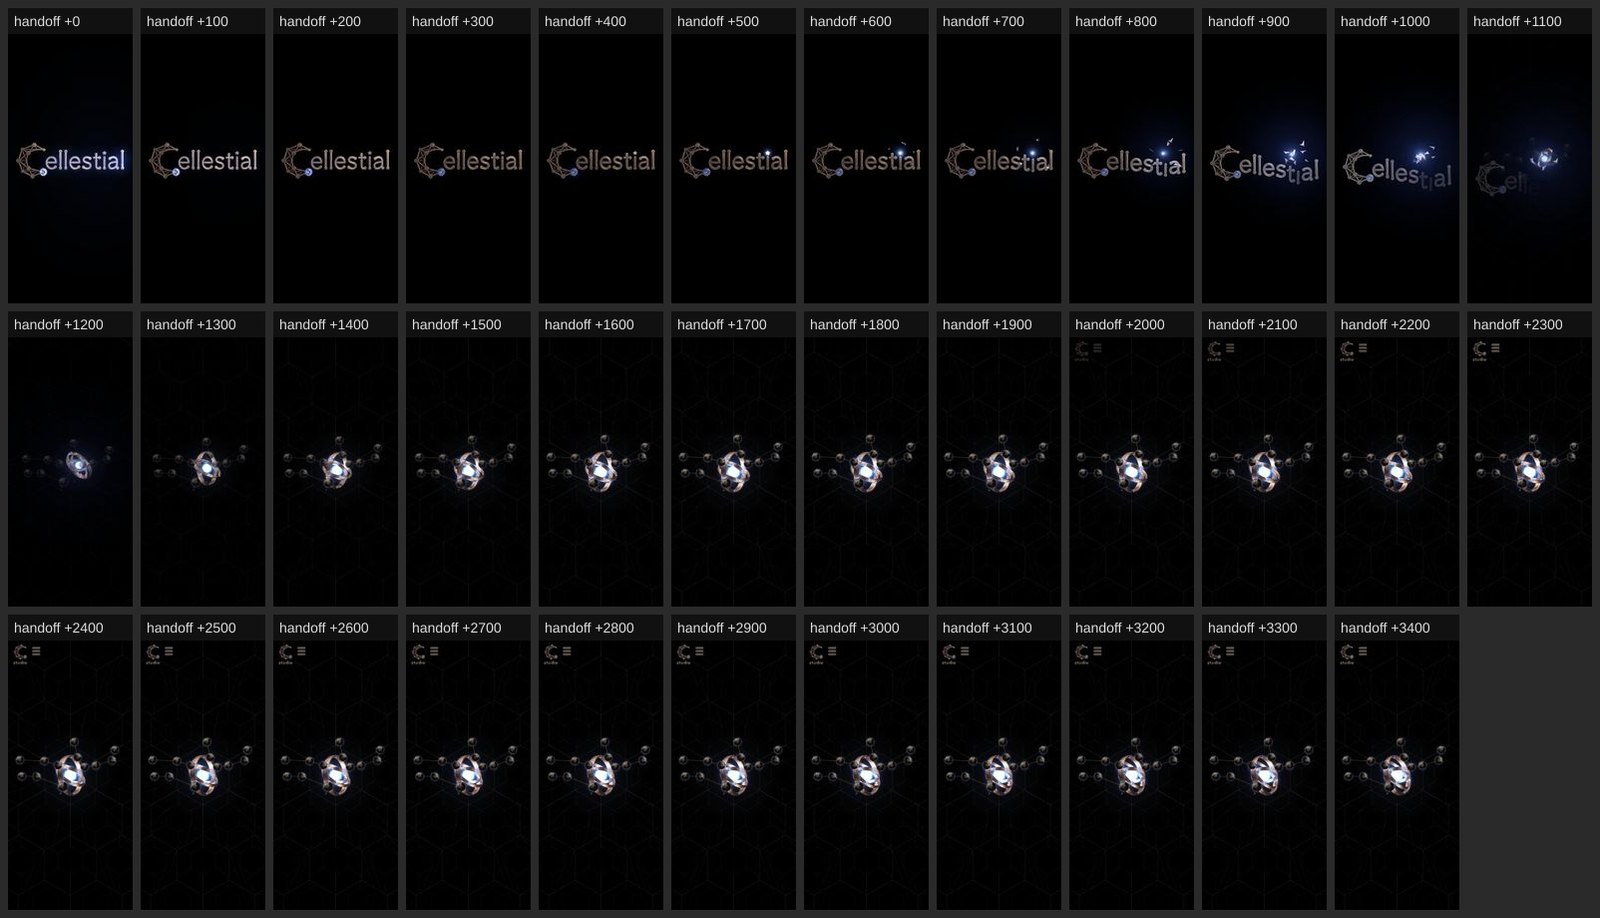 handoff +0
handoff +100
handoff +200
handoff +300
handoff +400
handoff +500
handoff +600
handoff +700
handoff +800
handoff +900
handoff +1000
handoff +1100
Cellestial
Cellestial
Cellestial
Cellestial
Cellestial
Cellestial
Cellestial
Cellestial
Cellestial
Cellestial
Cellestial
Celle
handoff +1200
handoff +1300
handoff +1400
handoff +1500
handoff +1600
handoff +1700
handoff +1800
handoff +1900
handoff +2000
handoff +2100
handoff +2200
handoff +2300
handoff +2400
handoff +2500
handoff +2600
handoff +2700
handoff +2800
handoff +2900
handoff +3000
handoff +3100
handoff +3200
handoff +3300
handoff +3400